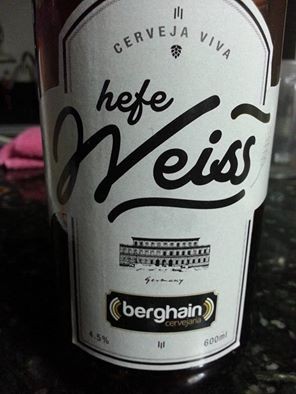 CERVEJA VIVA
hefe
Weiss
Germany
berghain
cervejaria
4.5%
600ml